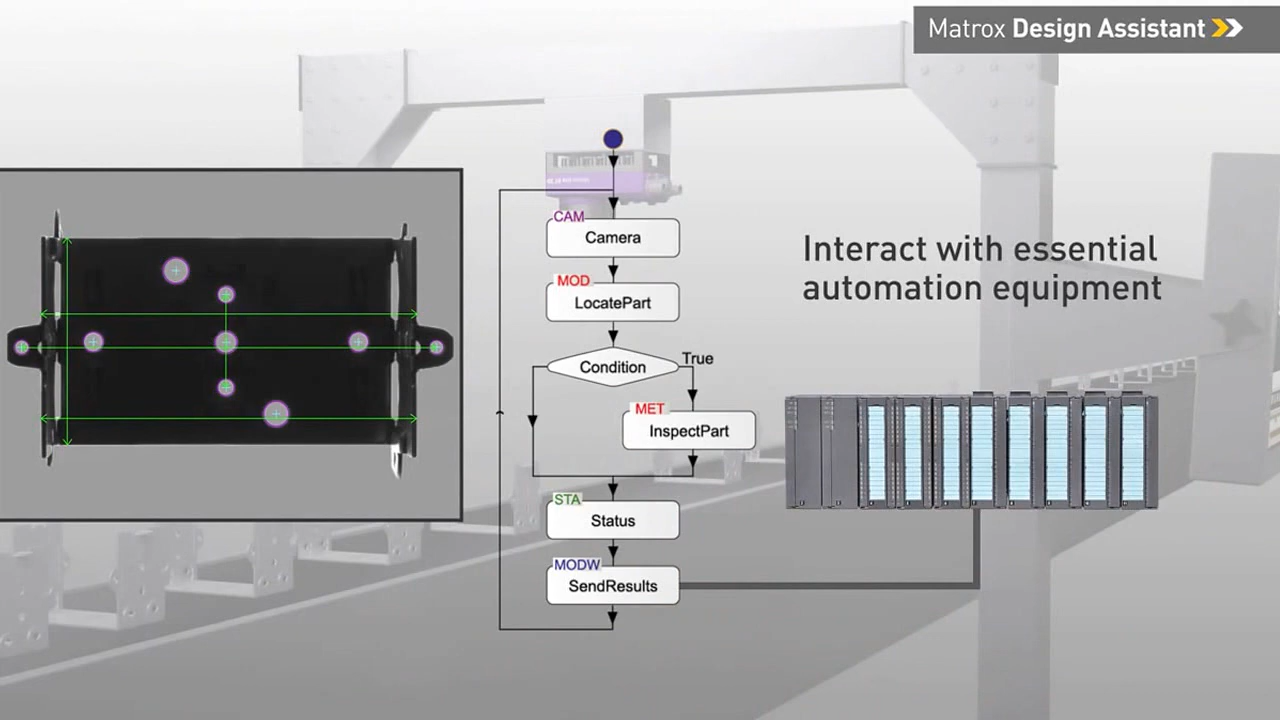 Matrox Design Assistant
Interact with essential
automation equipment
CAM
Camera
MOD
LocatePart
Condition
True
MET
InspectPart
STA
Status
MODW
SendResults